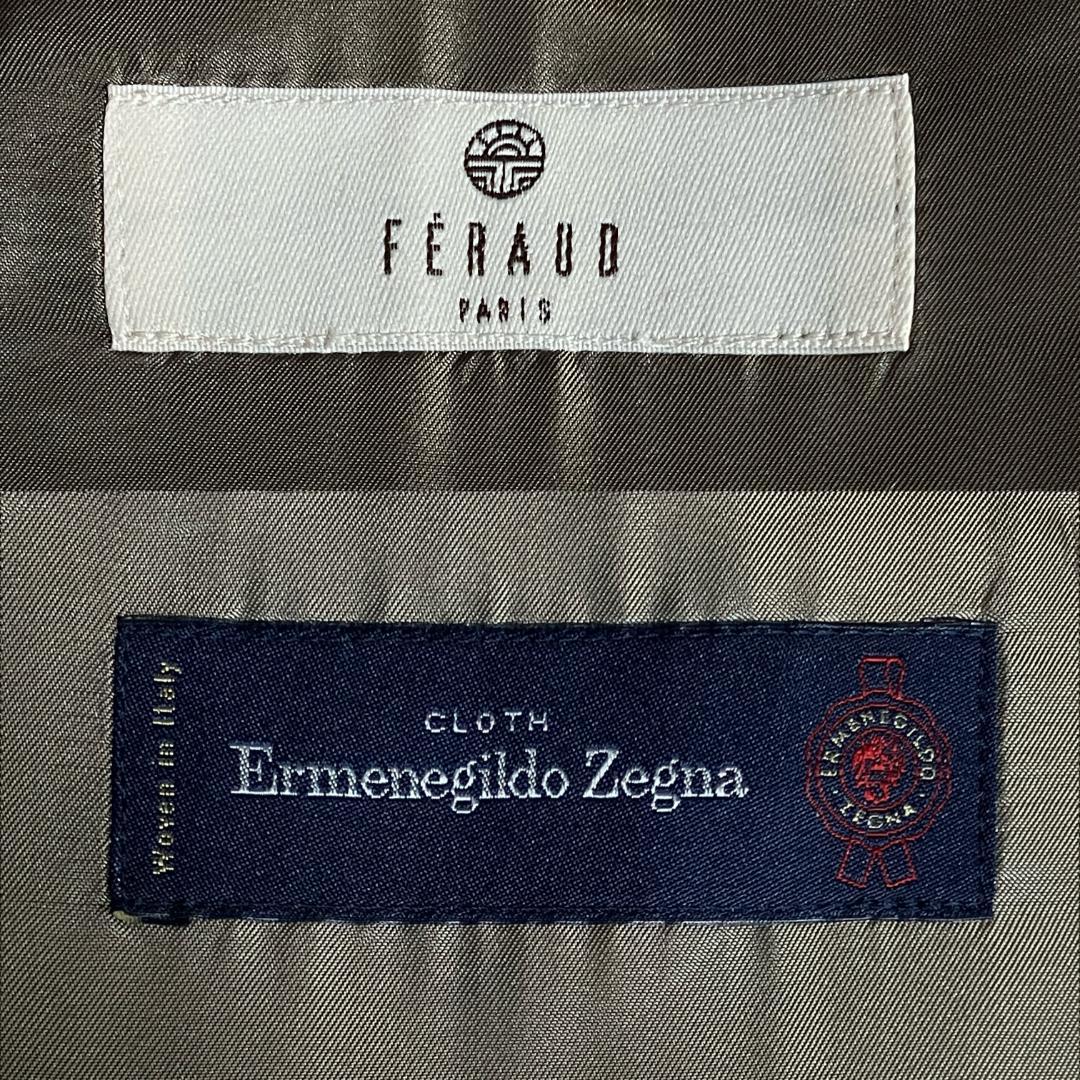 FÉRAUD
PARIS
Woven in Italy
CLOTH
Ermenegildo Zegna
ERMENEGILDO
ZEGNA